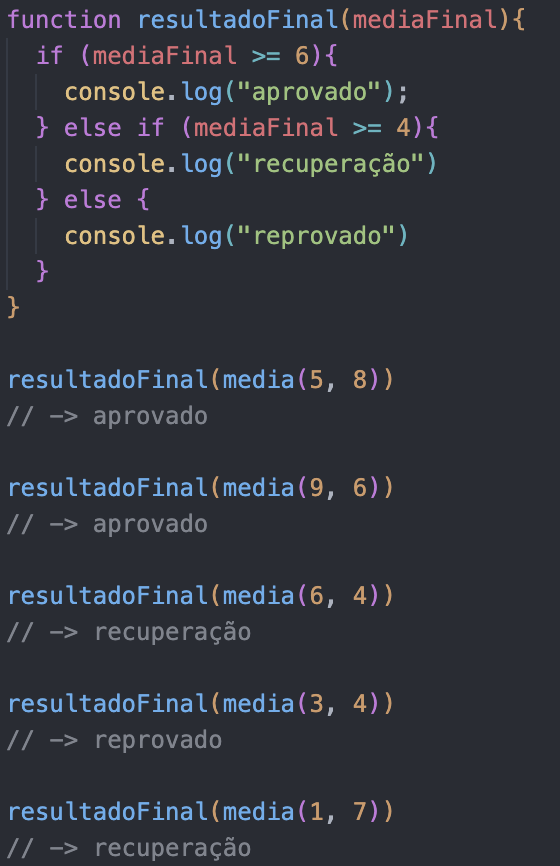 function resultadoFinal(mediaFinal){
  if (mediaFinal >= 6){
    console.log("aprovado");
  } else if (mediaFinal >= 4){
    console.log("recuperação")
  } else {
    console.log("reprovado")
  }
}

resultadoFinal(media(5, 8))
// -> aprovado

resultadoFinal(media(9, 6))
// -> aprovado

resultadoFinal(media(6, 4))
// -> recuperação

resultadoFinal(media(3, 4))
// -> reprovado

resultadoFinal(media(1, 7))
// -> recuperação